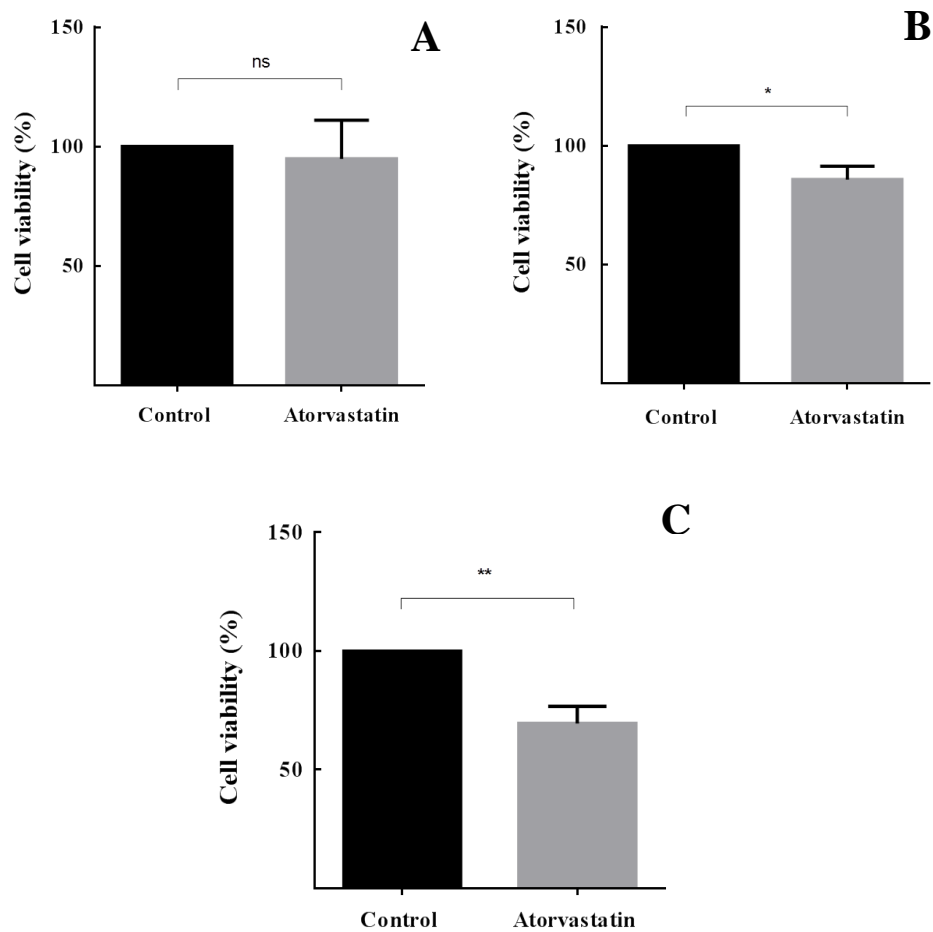 A
150
100
50
Cell viability (%)
ns
Control Atorvastatin
B
150
100
50
Cell viability (%)
*
Control Atorvastatin
C
150
100
50
Cell viability (%)
**
Control Atorvastatin